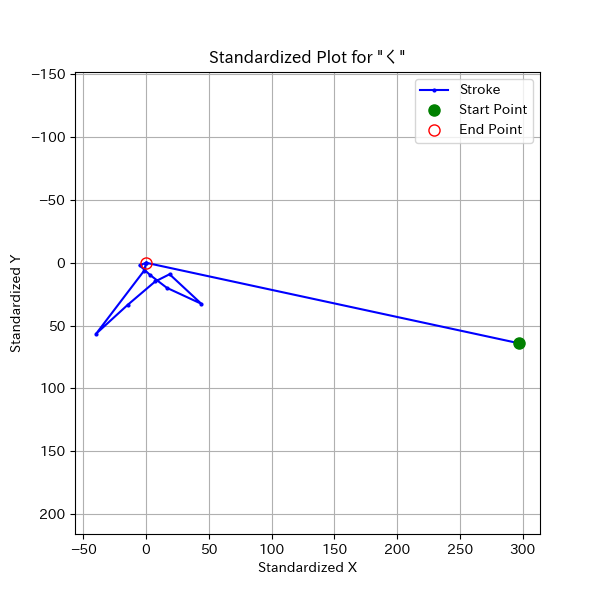 Standardized Plot for "く"
Stroke
Start Point
End Point
−150
−100
−50
0
50
100
150
200
Standardized Y
−50 0 50 100 150 200 250 300
Standardized X